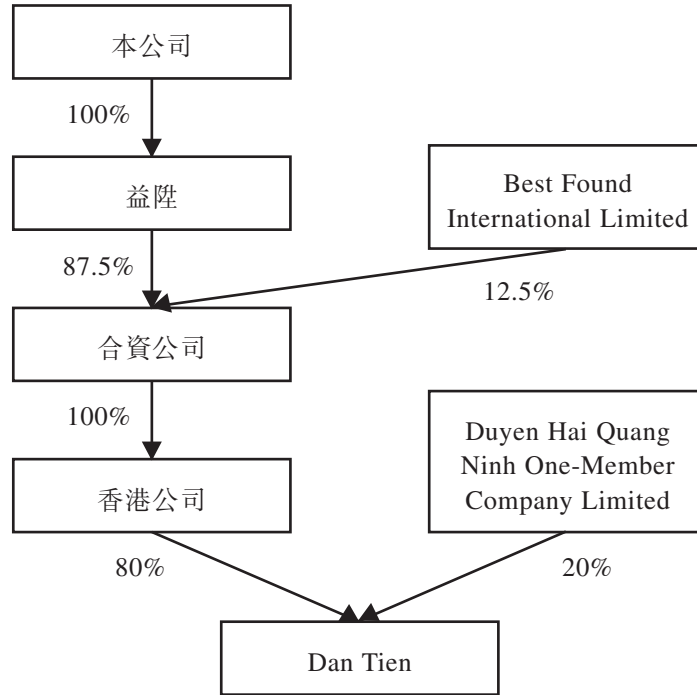 本公司
100%
益陞
Best Found
International Limited
87.5%
12.5%
合資公司
100%
Duyen Hai Quang
Ninh One-Member
Company Limited
香港公司
80%
20%
Dan Tien